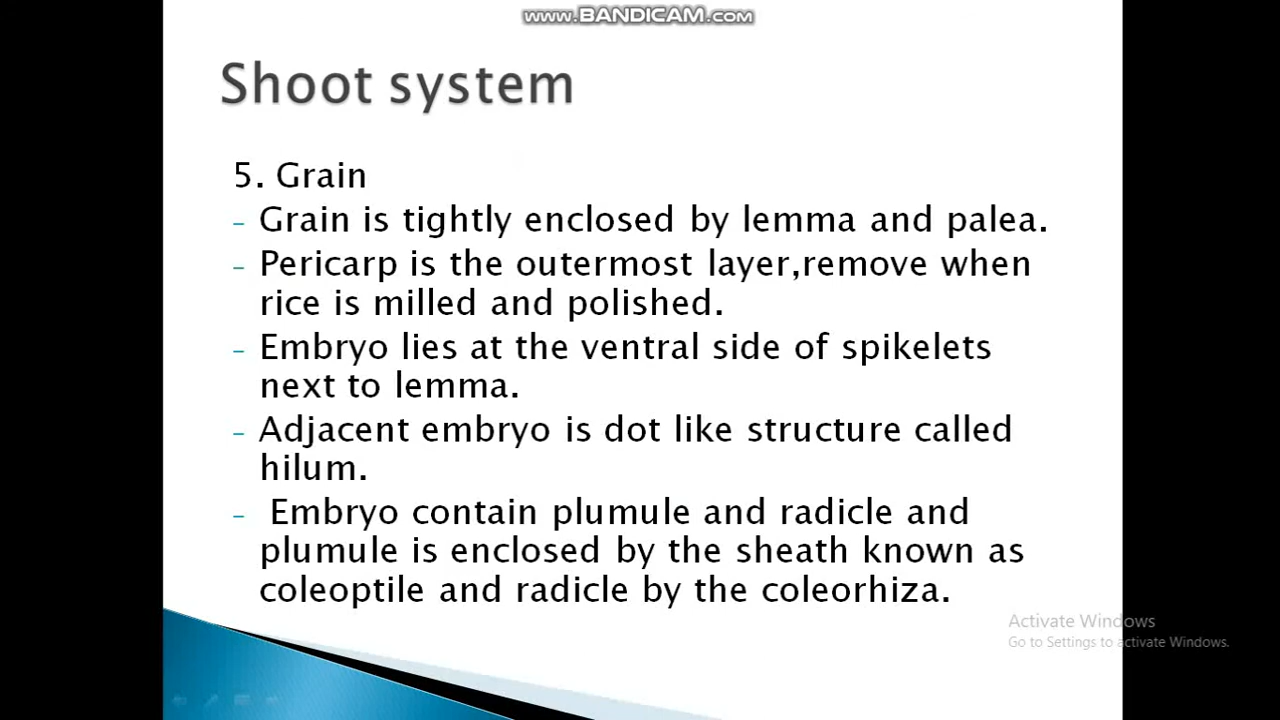 www.BANDICAM.com
Shoot system
5. Grain
– Grain is tightly enclosed by lemma and palea.
– Pericarp is the outermost layer,remove when
rice is milled and polished.
– Embryo lies at the ventral side of spikelets
next to lemma.
– Adjacent embryo is dot like structure called
hilum.
– Embryo contain plumule and radicle and
plumule is enclosed by the sheath known as
coleoptile and radicle by the coleorhiza.
Activate Windows
Go to Settings to activate Windows.